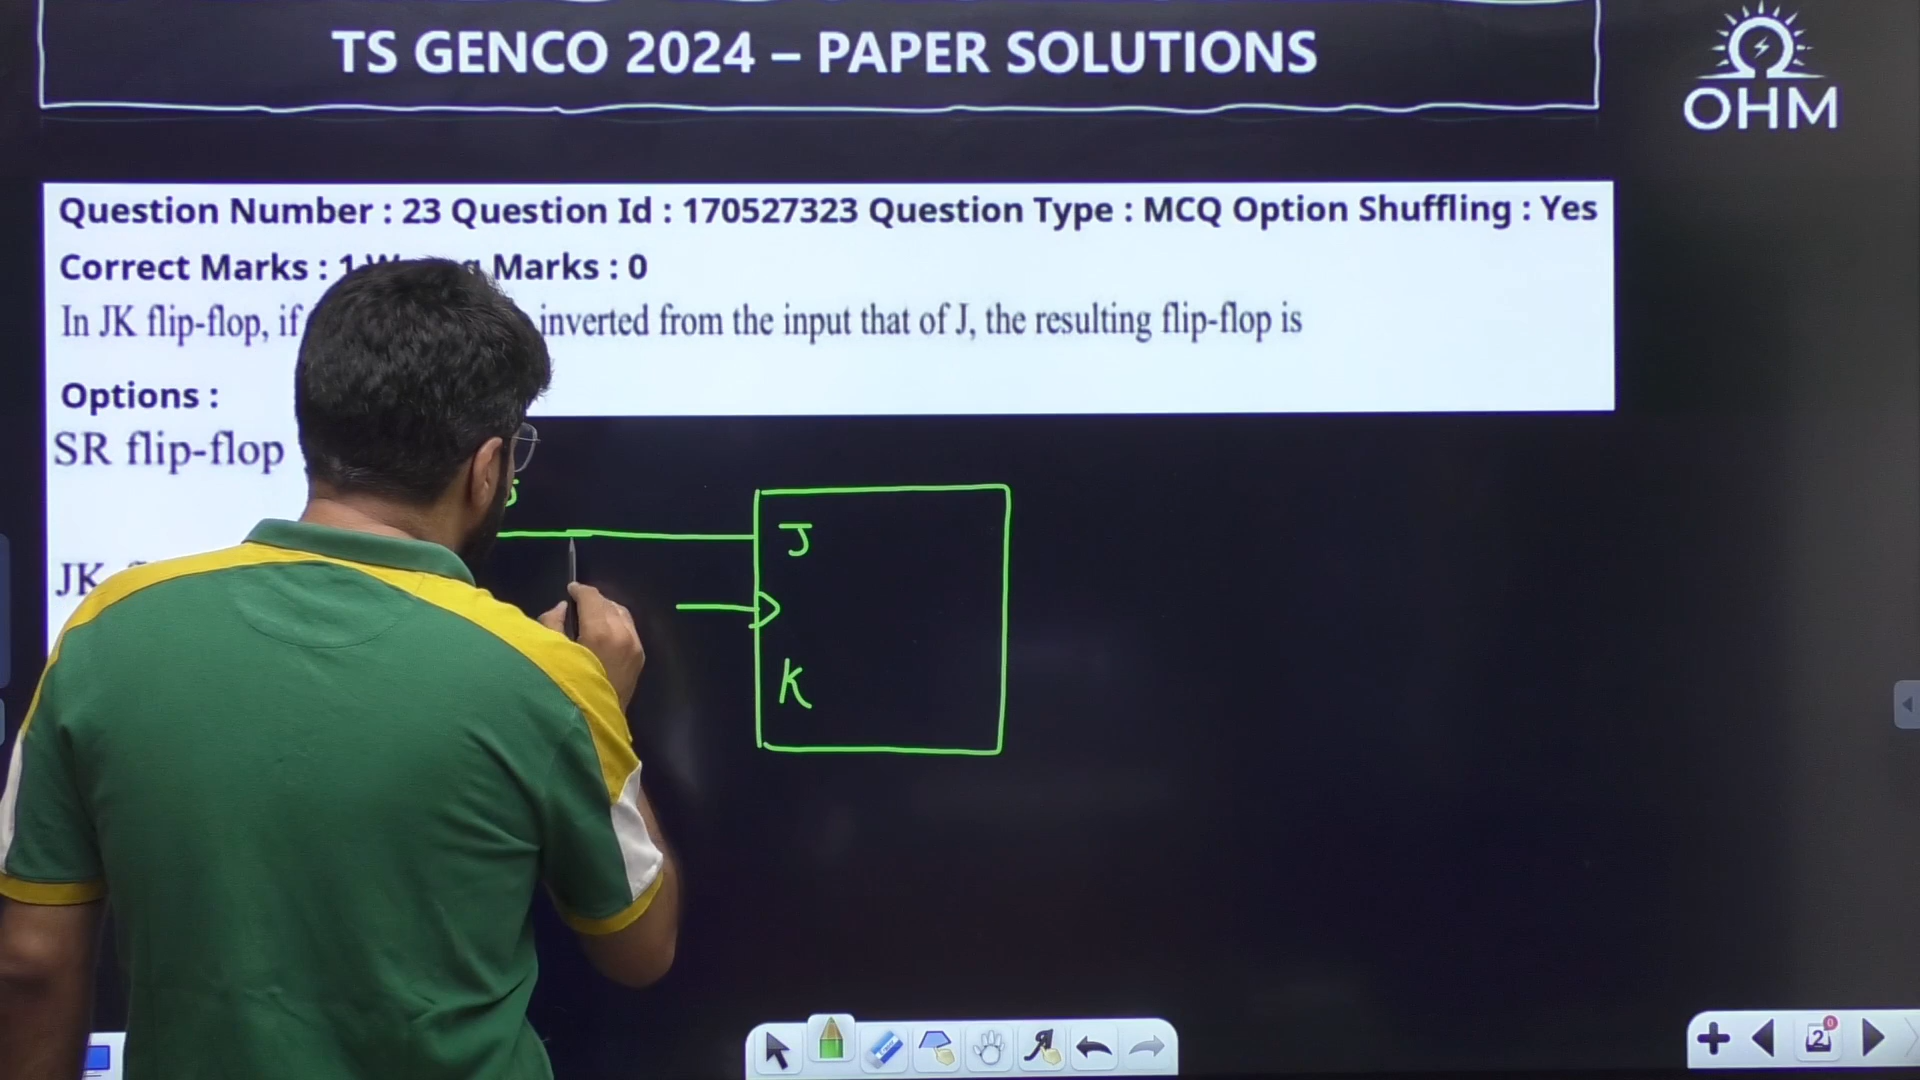 TS GENCO 2024 – PAPER SOLUTIONS
OHM
Question Number : 23 Question Id : 170527323 Question Type : MCQ Option Shuffling : Yes
Correct Marks : 1 Marks : 0
In JK flip-flop, if inverted from the input that of J, the resulting flip-flop is
Options :
SR flip-flop
J
JK
K
2
0